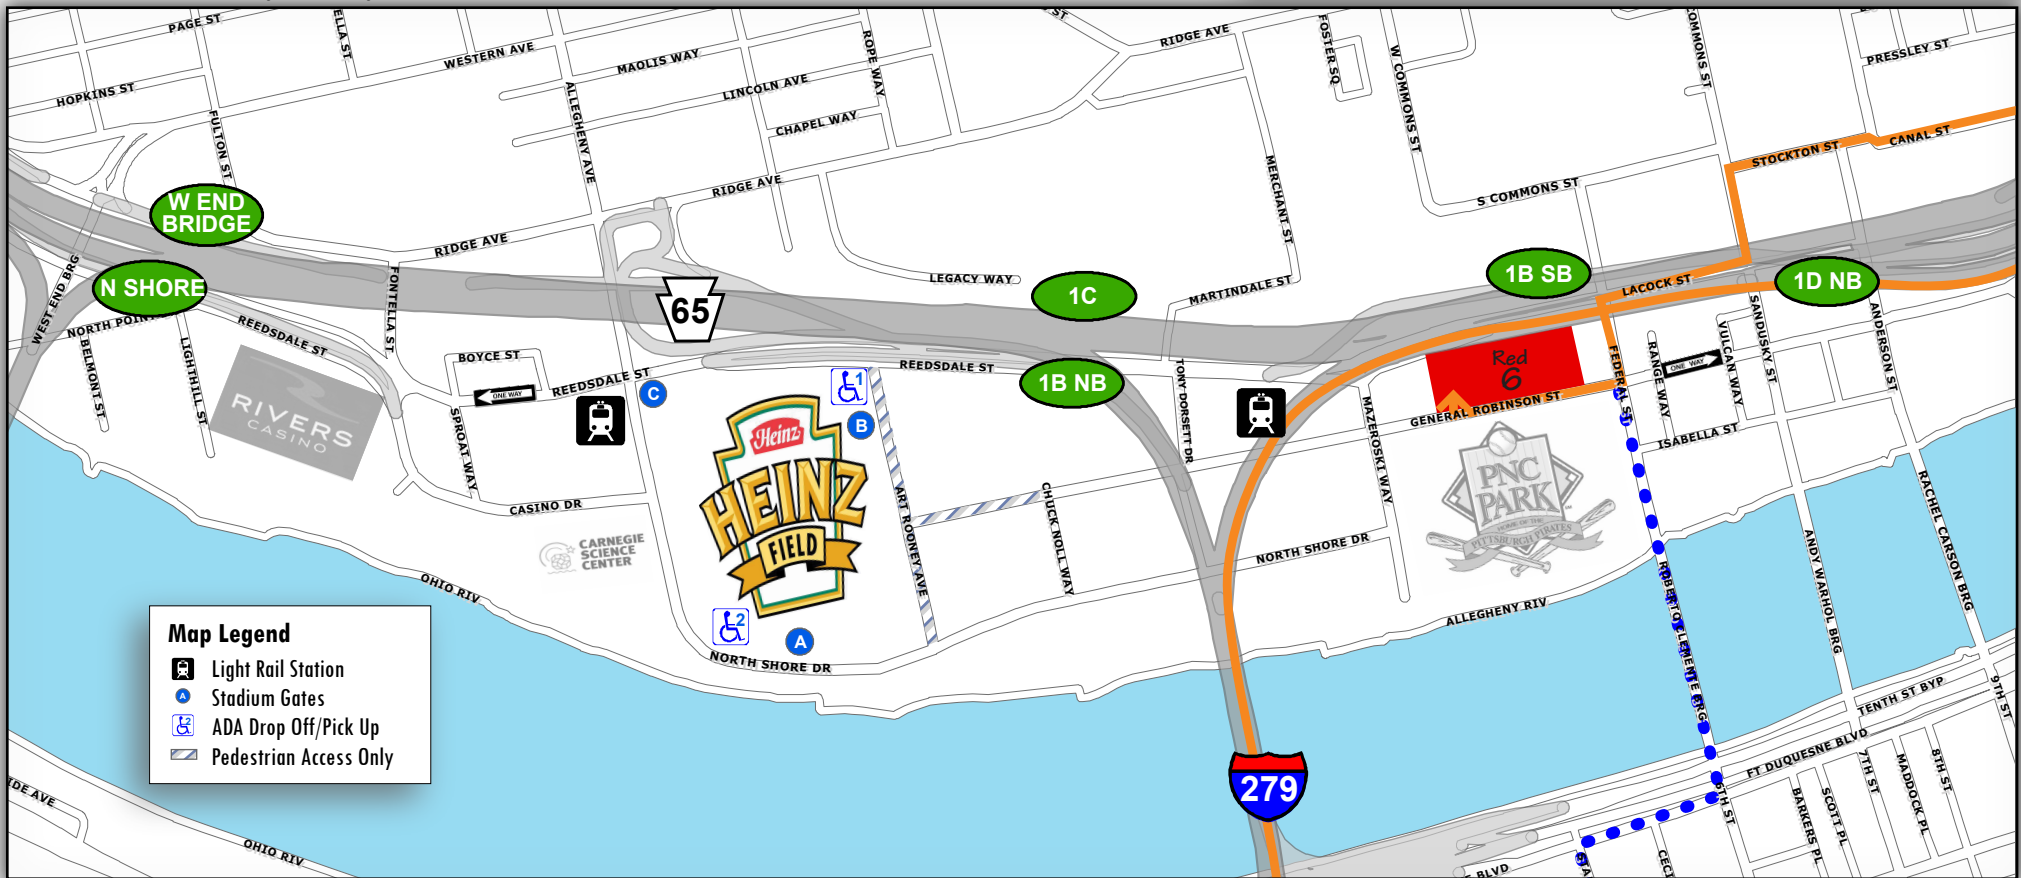 PAGE ST
ELLA ST
WESTERN AVE
MAOLIS WAY
ROPE WAY
ST
RIDGE AVE
FOSTER SQ
W COMMONS ST
COMMONS ST
PRESSLEY ST
HOPKINS ST
FULTON ST
ALLEGHENY AVE
LINCOLN AVE
CHAPEL WAY
STOCKTON ST
CANAL ST
RIDGE AVE
MERCHANT ST
S COMMONS ST
W END
BRIDGE
RIDGE AVE
WEST END BRG
N SHORE
FONTELLA ST
LEGACY WAY
1C
MARTINDALE ST
1B SB
LACOCK ST
1D NB
65
NORTH POIN
REEDSDALE ST
BELMONT ST
LIGHTHILL ST
BOYCE ST
ONE WAY
REEDSDALE ST
REEDSDALE ST
1B NB
TONY DORSETT DR
Red
6
FEDERAL ST
RANGE WAY
VULCAN WAY
SANDUSKY ST
ANDERSON ST
ONE WAY
RIVERS
CASINO
SPROAT WAY
C
1
B
Heinz
HEINZ
FIELD
MAZEROSKI WAY
GENERAL ROBINSON ST
ISABELLA ST
PNC
PARK
HOME OF THE
PITTSBURGH PIRATES
CASINO DR
CARNEGIE
SCIENCE
CENTER
ART ROONEY AVE
CHUCK NOLL WAY
NORTH SHORE DR
RACHEL CARSON BRG
ANDY WARHOL BRG
ROBERTO CLEMENTE BRG
OHIO RIV
ALLEGHENY RIV
2
A
NORTH SHORE DR
Map Legend
Light Rail Station
A
Stadium Gates
2
ADA Drop Off/Pick Up
Pedestrian Access Only
279
9TH ST
TENTH ST BYP
FT DUQUESNE BLVD
6TH ST
7TH ST
8TH ST
MADDOCK PL
SCOTT PL
BARKERS PL
CECI
BLVD
IDE AVE
OHIO RIV